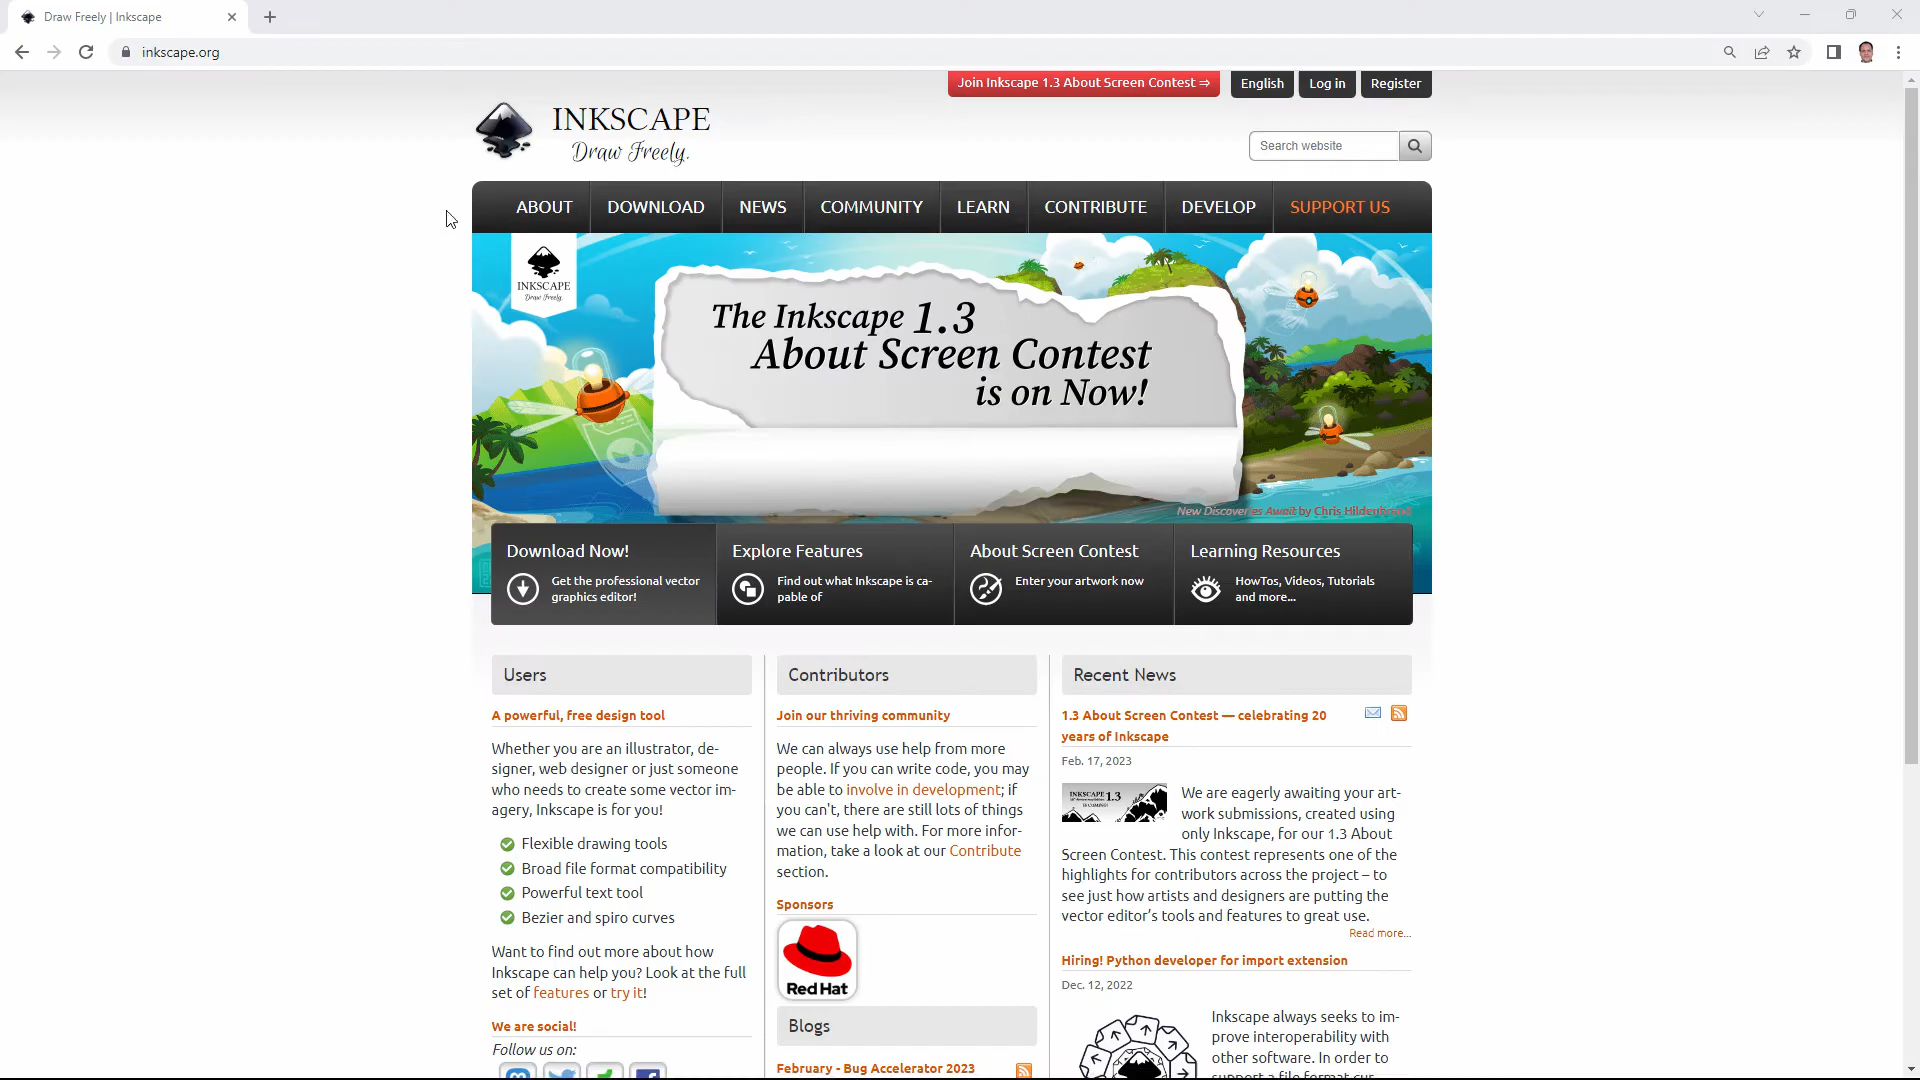 Draw Freely | Inkscape
inkscape.org
Join Inkscape 1.3 About Screen Contest ⇒
English
Log in
Register
INKSCAPE
Draw Freely.
Search website
ABOUT
DOWNLOAD
NEWS
COMMUNITY
LEARN
CONTRIBUTE
DEVELOP
SUPPORT US
INKSCAPE
Draw Freely.
The Inkscape 1.3
About Screen Contest
is on Now!
New Discoveries Await by Chris Hildenbrand
Download Now!
Get the professional vector
graphics editor!
Explore Features
Find out what Inkscape is ca-
pable of
About Screen Contest
Enter your artwork now
Learning Resources
HowTos, Videos, Tutorials
and more...
Users
A powerful, free design tool
Whether you are an illustrator, de-
signer, web designer or just someone
who needs to create some vector im-
agery, Inkscape is for you!
Flexible drawing tools
Broad file format compatibility
Powerful text tool
Bezier and spiro curves
Want to find out more about how
Inkscape can help you? Look at the full
set of features or try it!
We are social!
Follow us on:
Contributors
Join our thriving community
We can always use help from more
people. If you can write code, you may
be able to involve in development; if
you can't, there are still lots of things
we can use help with. For more infor-
mation, take a look at our Contribute
section.
Sponsors
Red Hat
Blogs
February - Bug Accelerator 2023
Recent News
1.3 About Screen Contest — celebrating 20
years of Inkscape
Feb. 17, 2023
INKSCAPE 1.3
We are eagerly awaiting your art-
work submissions, created using
only Inkscape, for our 1.3 About
Screen Contest. This contest represents one of the
highlights for contributors across the project – to
see just how artists and designers are putting the
vector editor's tools and features to great use.
Read more...
Hiring! Python developer for import extension
Dec. 12, 2022
Inkscape always seeks to im-
prove interoperability with
other software. In order to
support a file format cur-